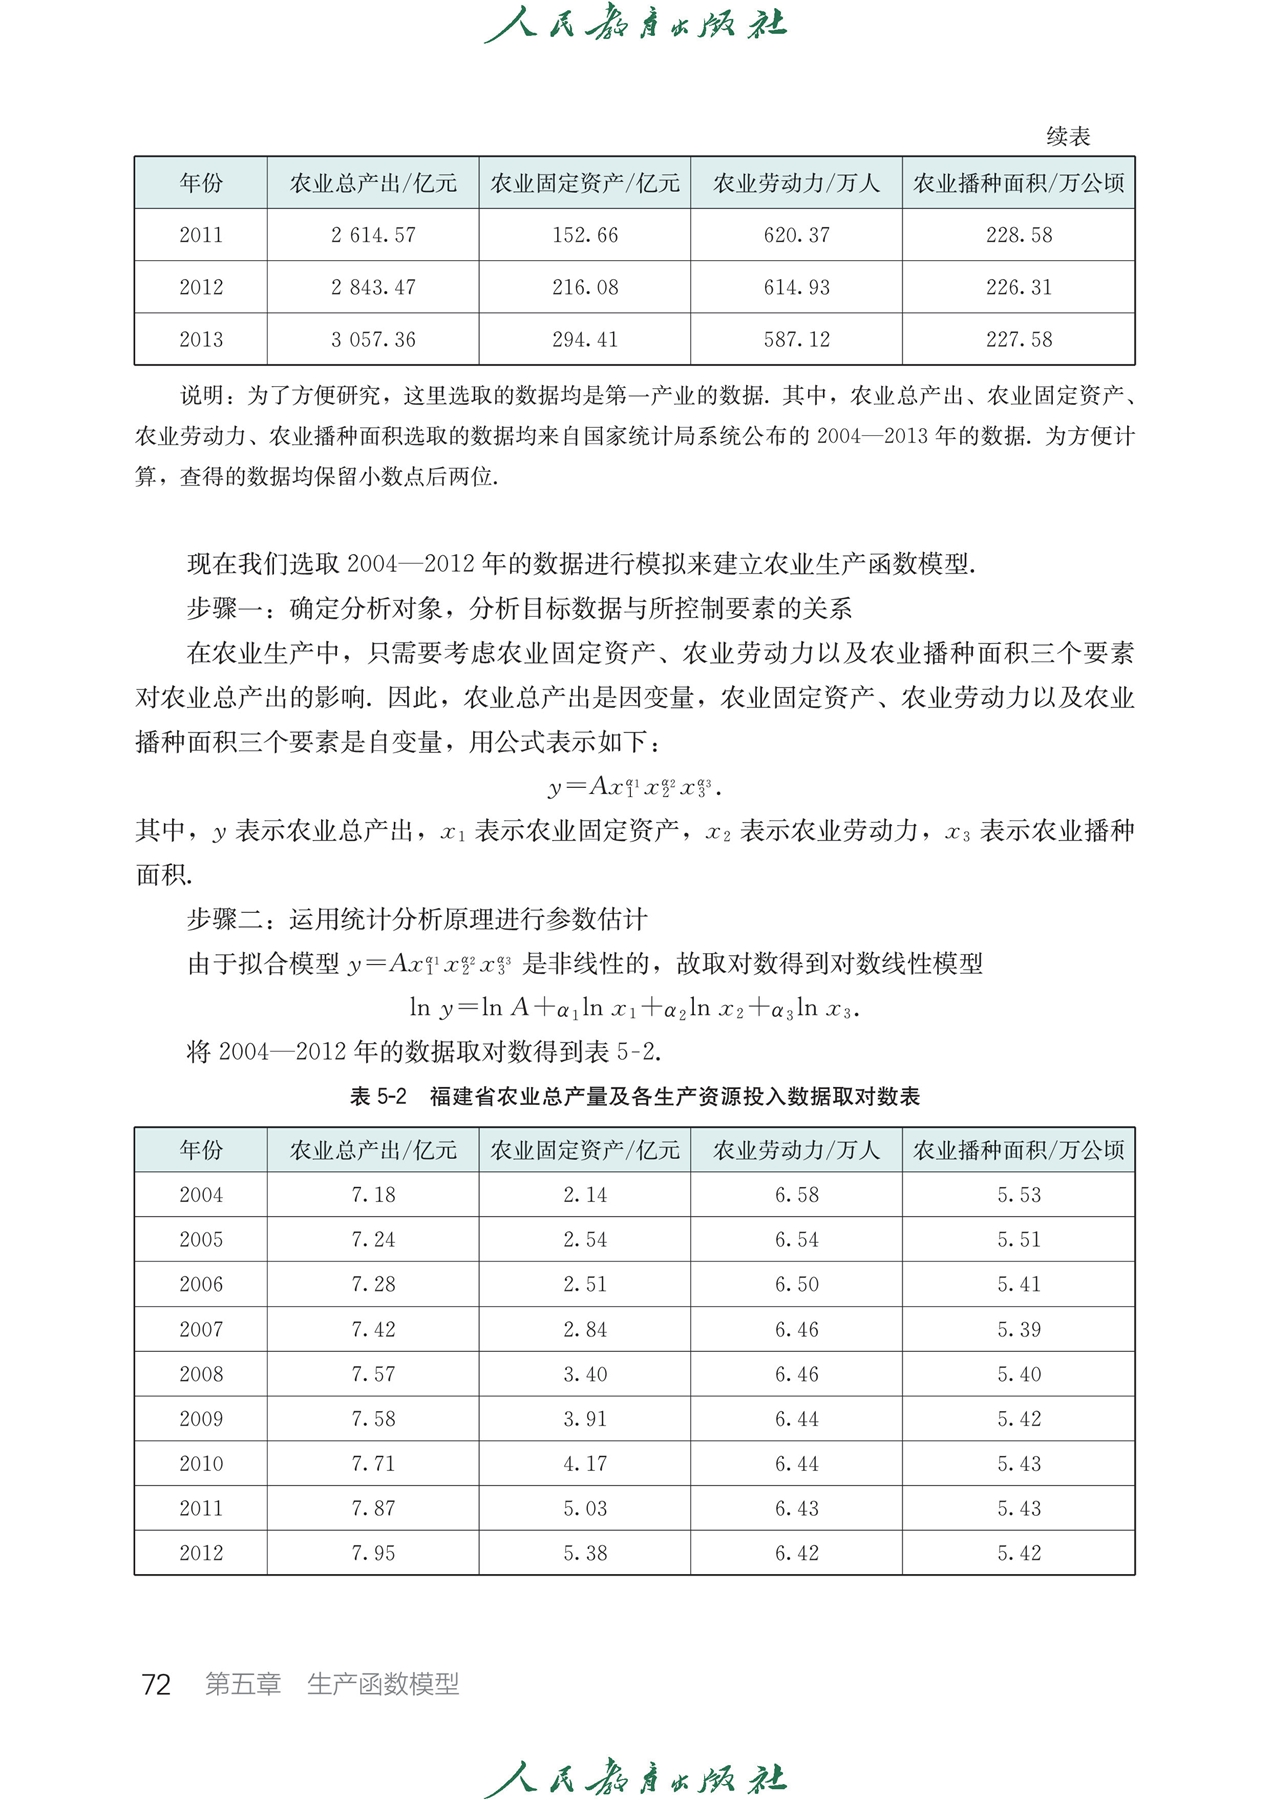 人民教育出版社
续表
年份 农业总产出/亿元 农业固定资产/亿元 农业劳动力/万人 农业播种面积/万公顷
2011 2 614.57 152.66 620.37 228.58
2012 2 843.47 216.08 614.93 226.31
2013 3 057.36 294.41 587.12 227.58
说明：为了方便研究，这里选取的数据均是第一产业的数据. 其中，农业总产出、农业固定资产、
农业劳动力、农业播种面积选取的数据均来自国家统计局系统公布的 2004—2013 年的数据. 为方便计
算，查得的数据均保留小数点后两位.
现在我们选取 2004—2012 年的数据进行模拟来建立农业生产函数模型.
步骤一：确定分析对象，分析目标数据与所控制要素的关系
在农业生产中，只需要考虑农业固定资产、农业劳动力以及农业播种面积三个要素
对农业总产出的影响. 因此，农业总产出是因变量，农业固定资产、农业劳动力以及农业
播种面积三个要素是自变量，用公式表示如下：
y=Ax₁^{α₁}x₂^{α₂}x₃^{α₃}.
其中，y 表示农业总产出，x₁ 表示农业固定资产，x₂ 表示农业劳动力，x₃ 表示农业播种
面积.
步骤二：运用统计分析原理进行参数估计
由于拟合模型 y=Ax₁^{α₁}x₂^{α₂}x₃^{α₃} 是非线性的，故取对数得到对数线性模型
ln y=ln A+α₁ln x₁+α₂ln x₂+α₃ln x₃.
将 2004—2012 年的数据取对数得到表 5-2.
表 5-2 福建省农业总产量及各生产资源投入数据取对数表
年份 农业总产出/亿元 农业固定资产/亿元 农业劳动力/万人 农业播种面积/万公顷
2004 7.18 2.14 6.58 5.53
2005 7.24 2.54 6.54 5.51
2006 7.28 2.51 6.50 5.41
2007 7.42 2.84 6.46 5.39
2008 7.57 3.40 6.46 5.40
2009 7.58 3.91 6.44 5.42
2010 7.71 4.17 6.44 5.43
2011 7.87 5.03 6.43 5.43
2012 7.95 5.38 6.42 5.42
72 第五章 生产函数模型
人民教育出版社